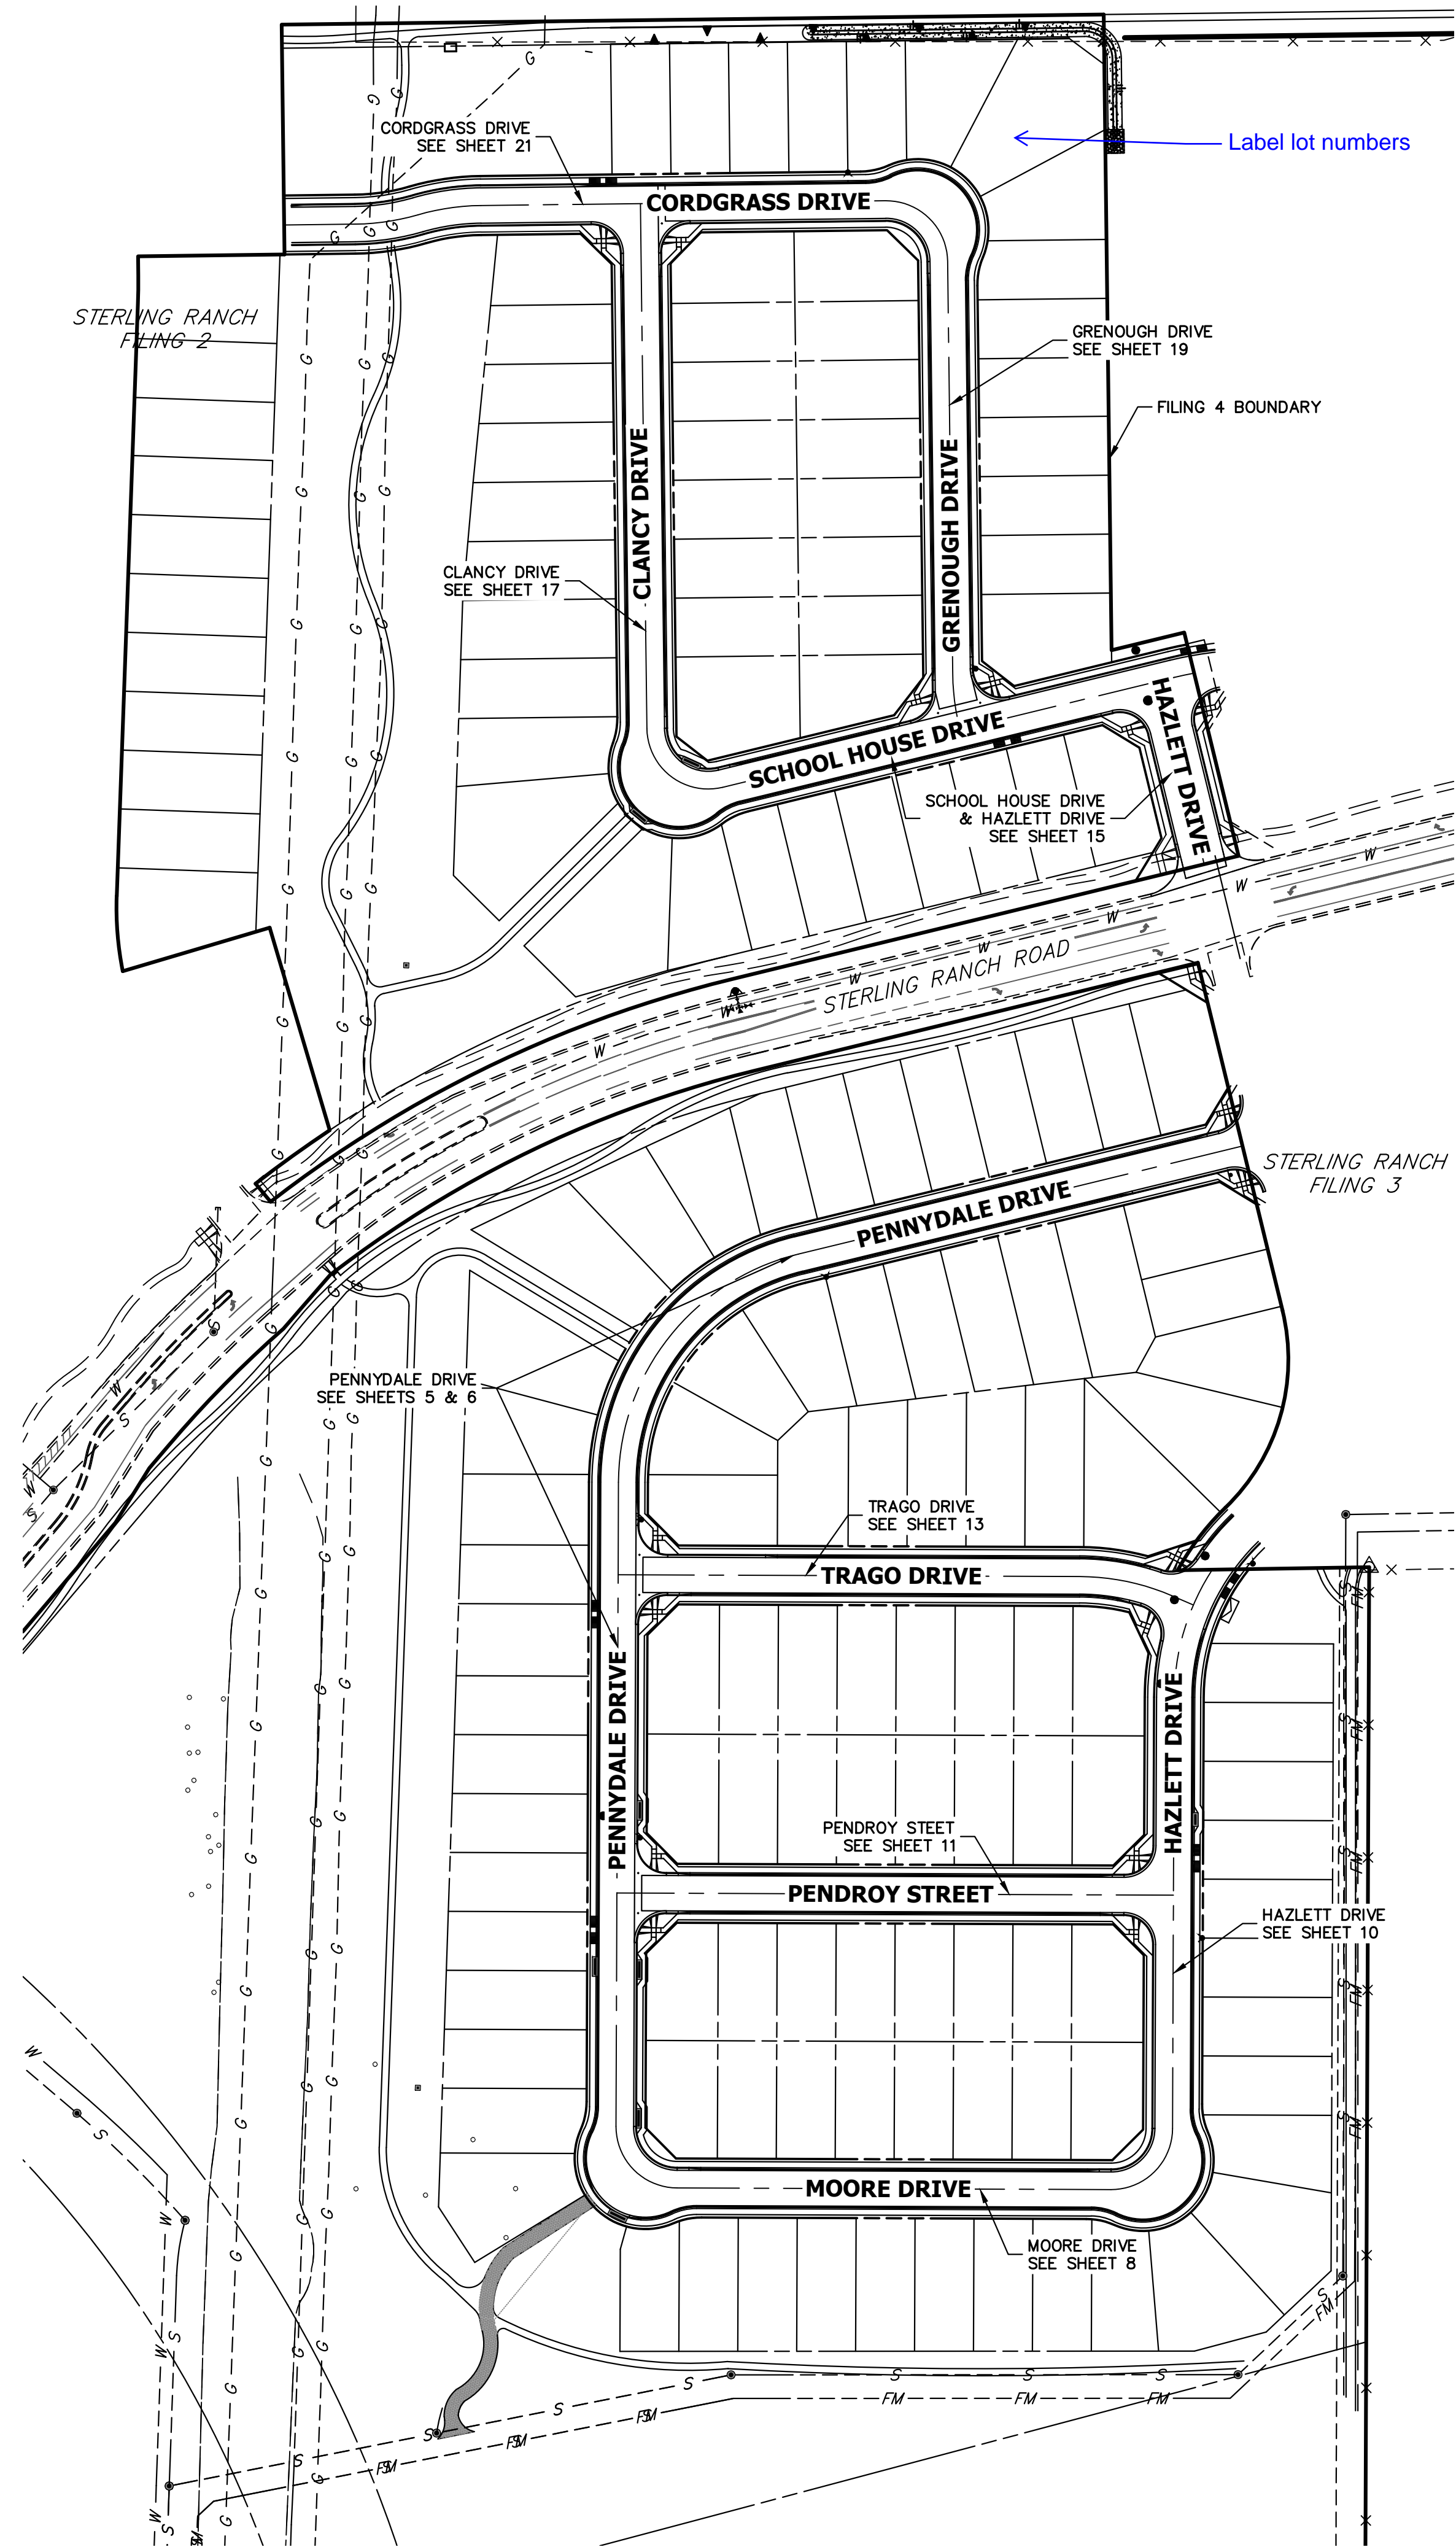 CORDGRASS DRIVE
SEE SHEET 21
Label lot numbers
CORDGRASS DRIVE
STERLING RANCH
FILING 2
GRENOUGH DRIVE
SEE SHEET 19
FILING 4 BOUNDARY
CLANCY DRIVE
GRENOUGH DRIVE
CLANCY DRIVE
SEE SHEET 17
HAZLETT DRIVE
SCHOOL HOUSE DRIVE
SCHOOL HOUSE DRIVE
& HAZLETT DRIVE
SEE SHEET 15
STERLING RANCH ROAD
STERLING RANCH
FILING 3
PENNYDALE DRIVE
PENNYDALE DRIVE
SEE SHEETS 5 & 6
TRAGO DRIVE
SEE SHEET 13
TRAGO DRIVE
PENNYDALE DRIVE
HAZLETT DRIVE
PENDROY STEET
SEE SHEET 11
PENDROY STREET
HAZLETT DRIVE
SEE SHEET 10
MOORE DRIVE
MOORE DRIVE
SEE SHEET 8